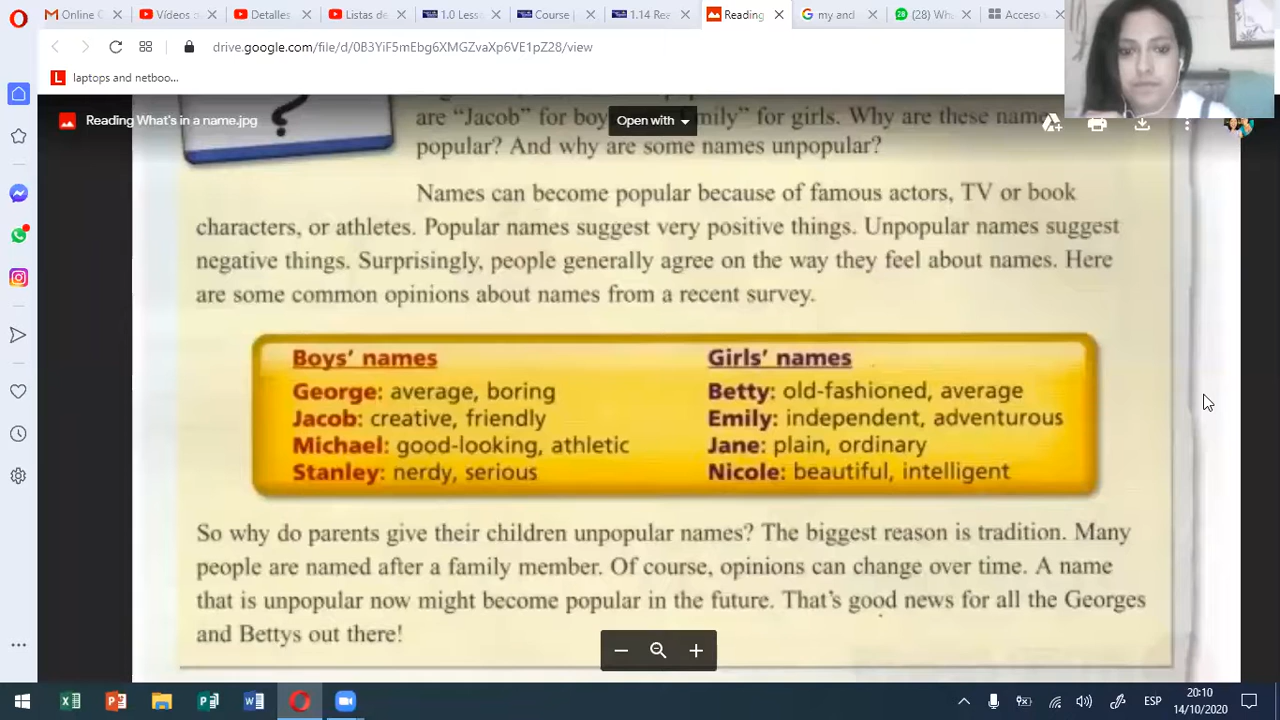 Online C
Vídeos p
Detalles
Listas de
1.0 Less
Course
1.14 Rea
Reading
my and
(28) Wha
Acceso
drive.google.com/file/d/0B3YiF5mEbg6XMGZvaXp6VE1pZ28/view
L laptops and netboo...
Reading What's in a name.jpg
Open with
are “Jacob” for boy mily” for girls. Why are these name
popular? And why are some names unpopular?
Names can become popular because of famous actors, TV or book
characters, or athletes. Popular names suggest very positive things. Unpopular names suggest
negative things. Surprisingly, people generally agree on the way they feel about names. Here
are some common opinions about names from a recent survey.
Boys’ names
George: average, boring
Jacob: creative, friendly
Michael: good-looking, athletic
Stanley: nerdy, serious
Girls’ names
Betty: old-fashioned, average
Emily: independent, adventurous
Jane: plain, ordinary
Nicole: beautiful, intelligent
So why do parents give their children unpopular names? The biggest reason is tradition. Many
people are named after a family member. Of course, opinions can change over time. A name
that is unpopular now might become popular in the future. That’s good news for all the Georges
and Bettys out there!
ESP
20:10
14/10/2020